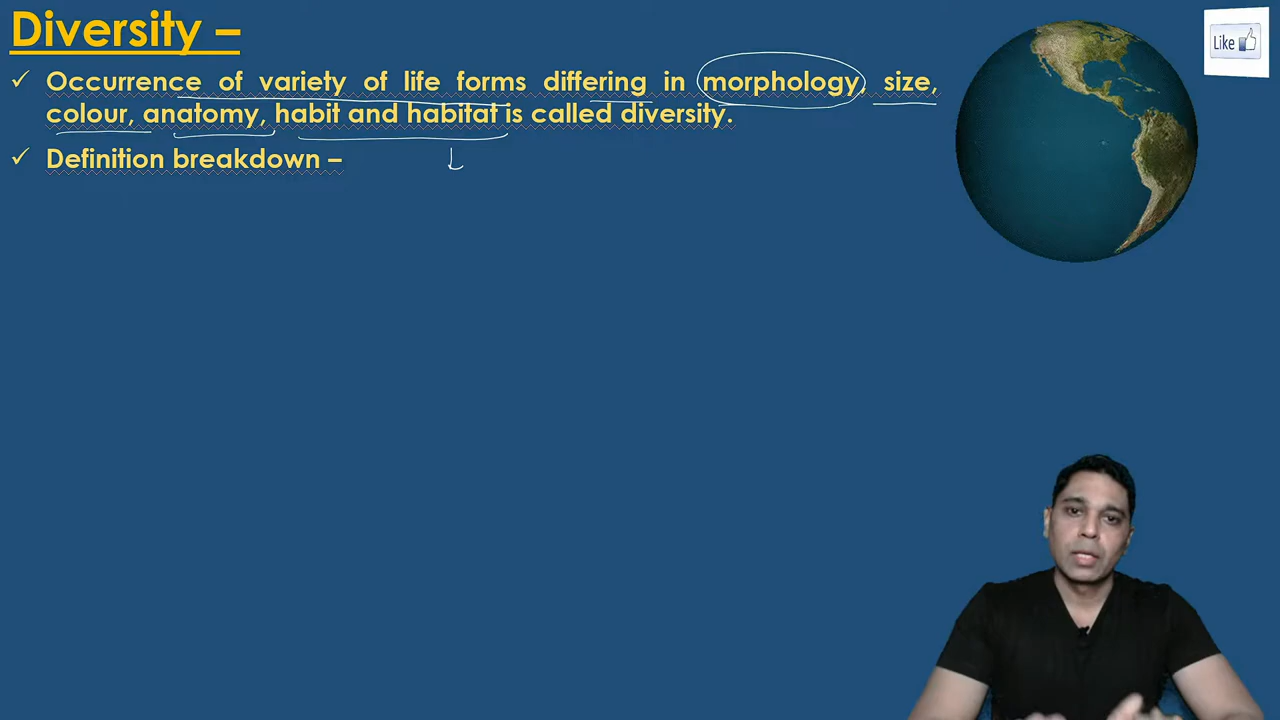 Diversity –
✓ Occurrence of variety of life forms differing in morphology, size,
colour, anatomy, habit and habitat is called diversity.
✓ Definition breakdown –
Like